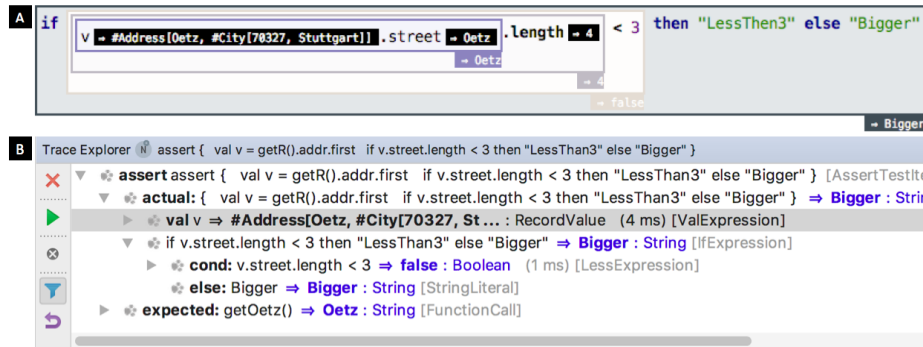 A
if v ⇒ #Address[Oetz, #City[70327, Stuttgart]] .street ⇒ Oetz .length ⇒ 4 < 3 then "LessThen3" else "Bigger"
⇒ Oetz
⇒ 4
⇒ false
⇒ Bigger
B
Trace Explorer N assert { val v = getR().addr.first if v.street.length < 3 then "LessThan3" else "Bigger" }
assert assert { val v = getR().addr.first if v.street.length < 3 then "LessThan3" else "Bigger" } [AssertTestIte
actual: { val v = getR().addr.first if v.street.length < 3 then "LessThan3" else "Bigger" } ⇒ Bigger : Strin
val v ⇒ #Address[Oetz, #City[70327, St... : RecordValue (4 ms) [ValExpression]
if v.street.length < 3 then "LessThan3" else "Bigger" ⇒ Bigger : String [IfExpression]
cond: v.street.length < 3 ⇒ false : Boolean (1 ms) [LessExpression]
else: Bigger ⇒ Bigger : String [StringLiteral]
expected: getOetz() ⇒ Oetz : String [FunctionCall]